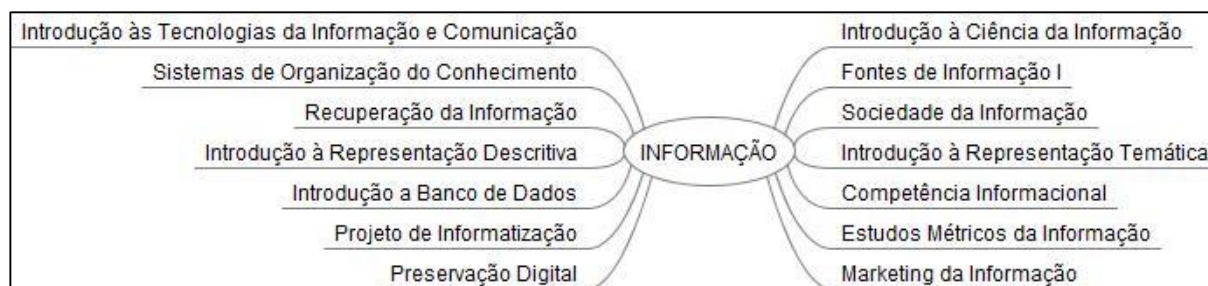 Introdução às Tecnologias da Informação e Comunicação
Sistemas de Organização do Conhecimento
Recuperação da Informação
Introdução à Representação Descritiva
Introdução a Banco de Dados
Projeto de Informatização
Preservação Digital
INFORMAÇÃO
Introdução à Ciência da Informação
Fontes de Informação I
Sociedade da Informação
Introdução à Representação Temática
Competência Informacional
Estudos Métricos da Informação
Marketing da Informação